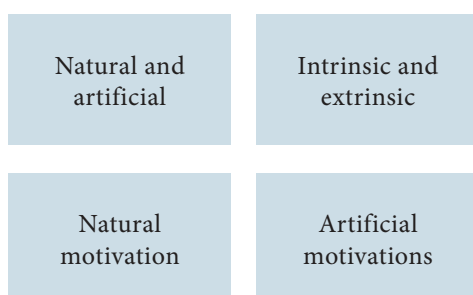 Natural and
artificial
Intrinsic and
extrinsic
Natural
motivation
Artificial
motivations